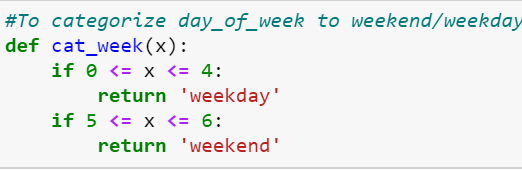 #To categorize day_of_week to weekend/weekday
def cat_week(x):
    if 0 <= x <= 4:
        return 'weekday'
    if 5 <= x <= 6:
        return 'weekend'